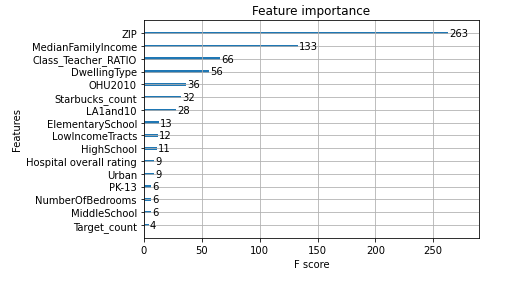 Feature importance
ZIP 263
MedianFamilyIncome 133
Class_Teacher_RATIO 66
DwellingType 56
OHU2010 36
Starbucks_count 32
LA1and10 28
ElementarySchool 13
LowIncomeTracts 12
HighSchool 11
Hospital overall rating 9
Urban 9
PK-13 6
NumberOfBedrooms 6
MiddleSchool 6
Target_count 4
Features
0 50 100 150 200 250
F score